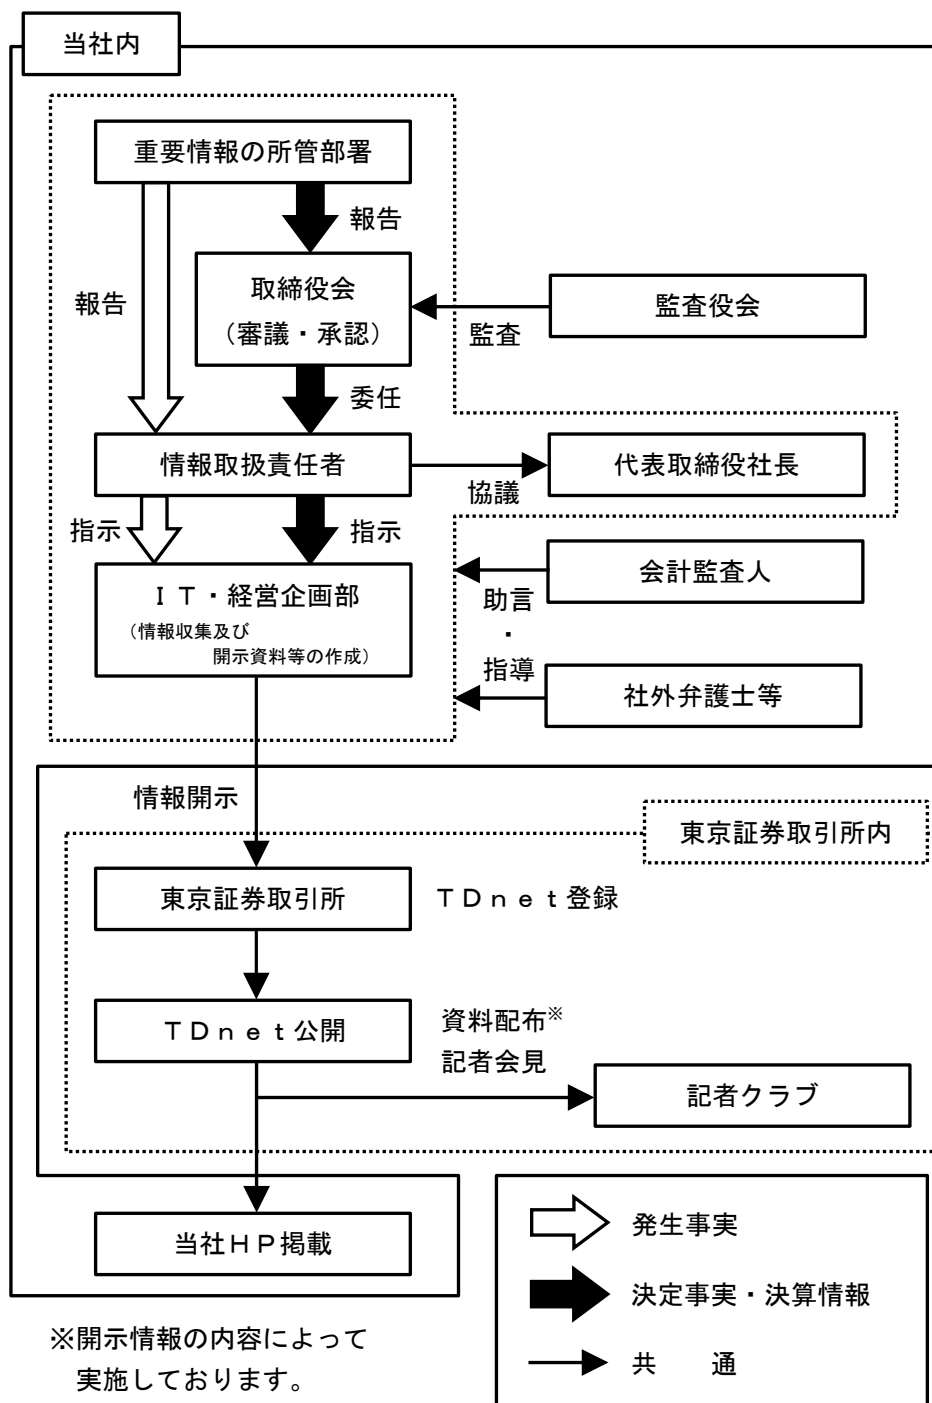 当社内
重要情報の所管部署
報告
報告
取締役会
（審議・承認）
監査役会
監査
委任
情報取扱責任者
代表取締役社長
協議
指示
指示
ＩＴ・経営企画部
（情報収集及び
開示資料等の作成）
会計監査人
助言
・
指導
社外弁護士等
情報開示
東京証券取引所内
東京証券取引所
ＴＤｎｅｔ登録
ＴＤｎｅｔ公開
資料配布※
記者会見
記者クラブ
当社ＨＰ掲載
発生事実
決定事実・決算情報
共　　通
※開示情報の内容によって
実施しております。